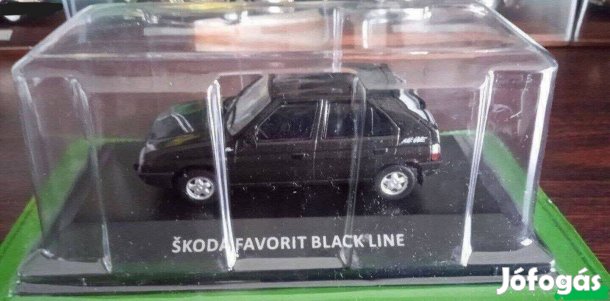 ŠKODA FAVORIT BLACK LINE
Jófogás